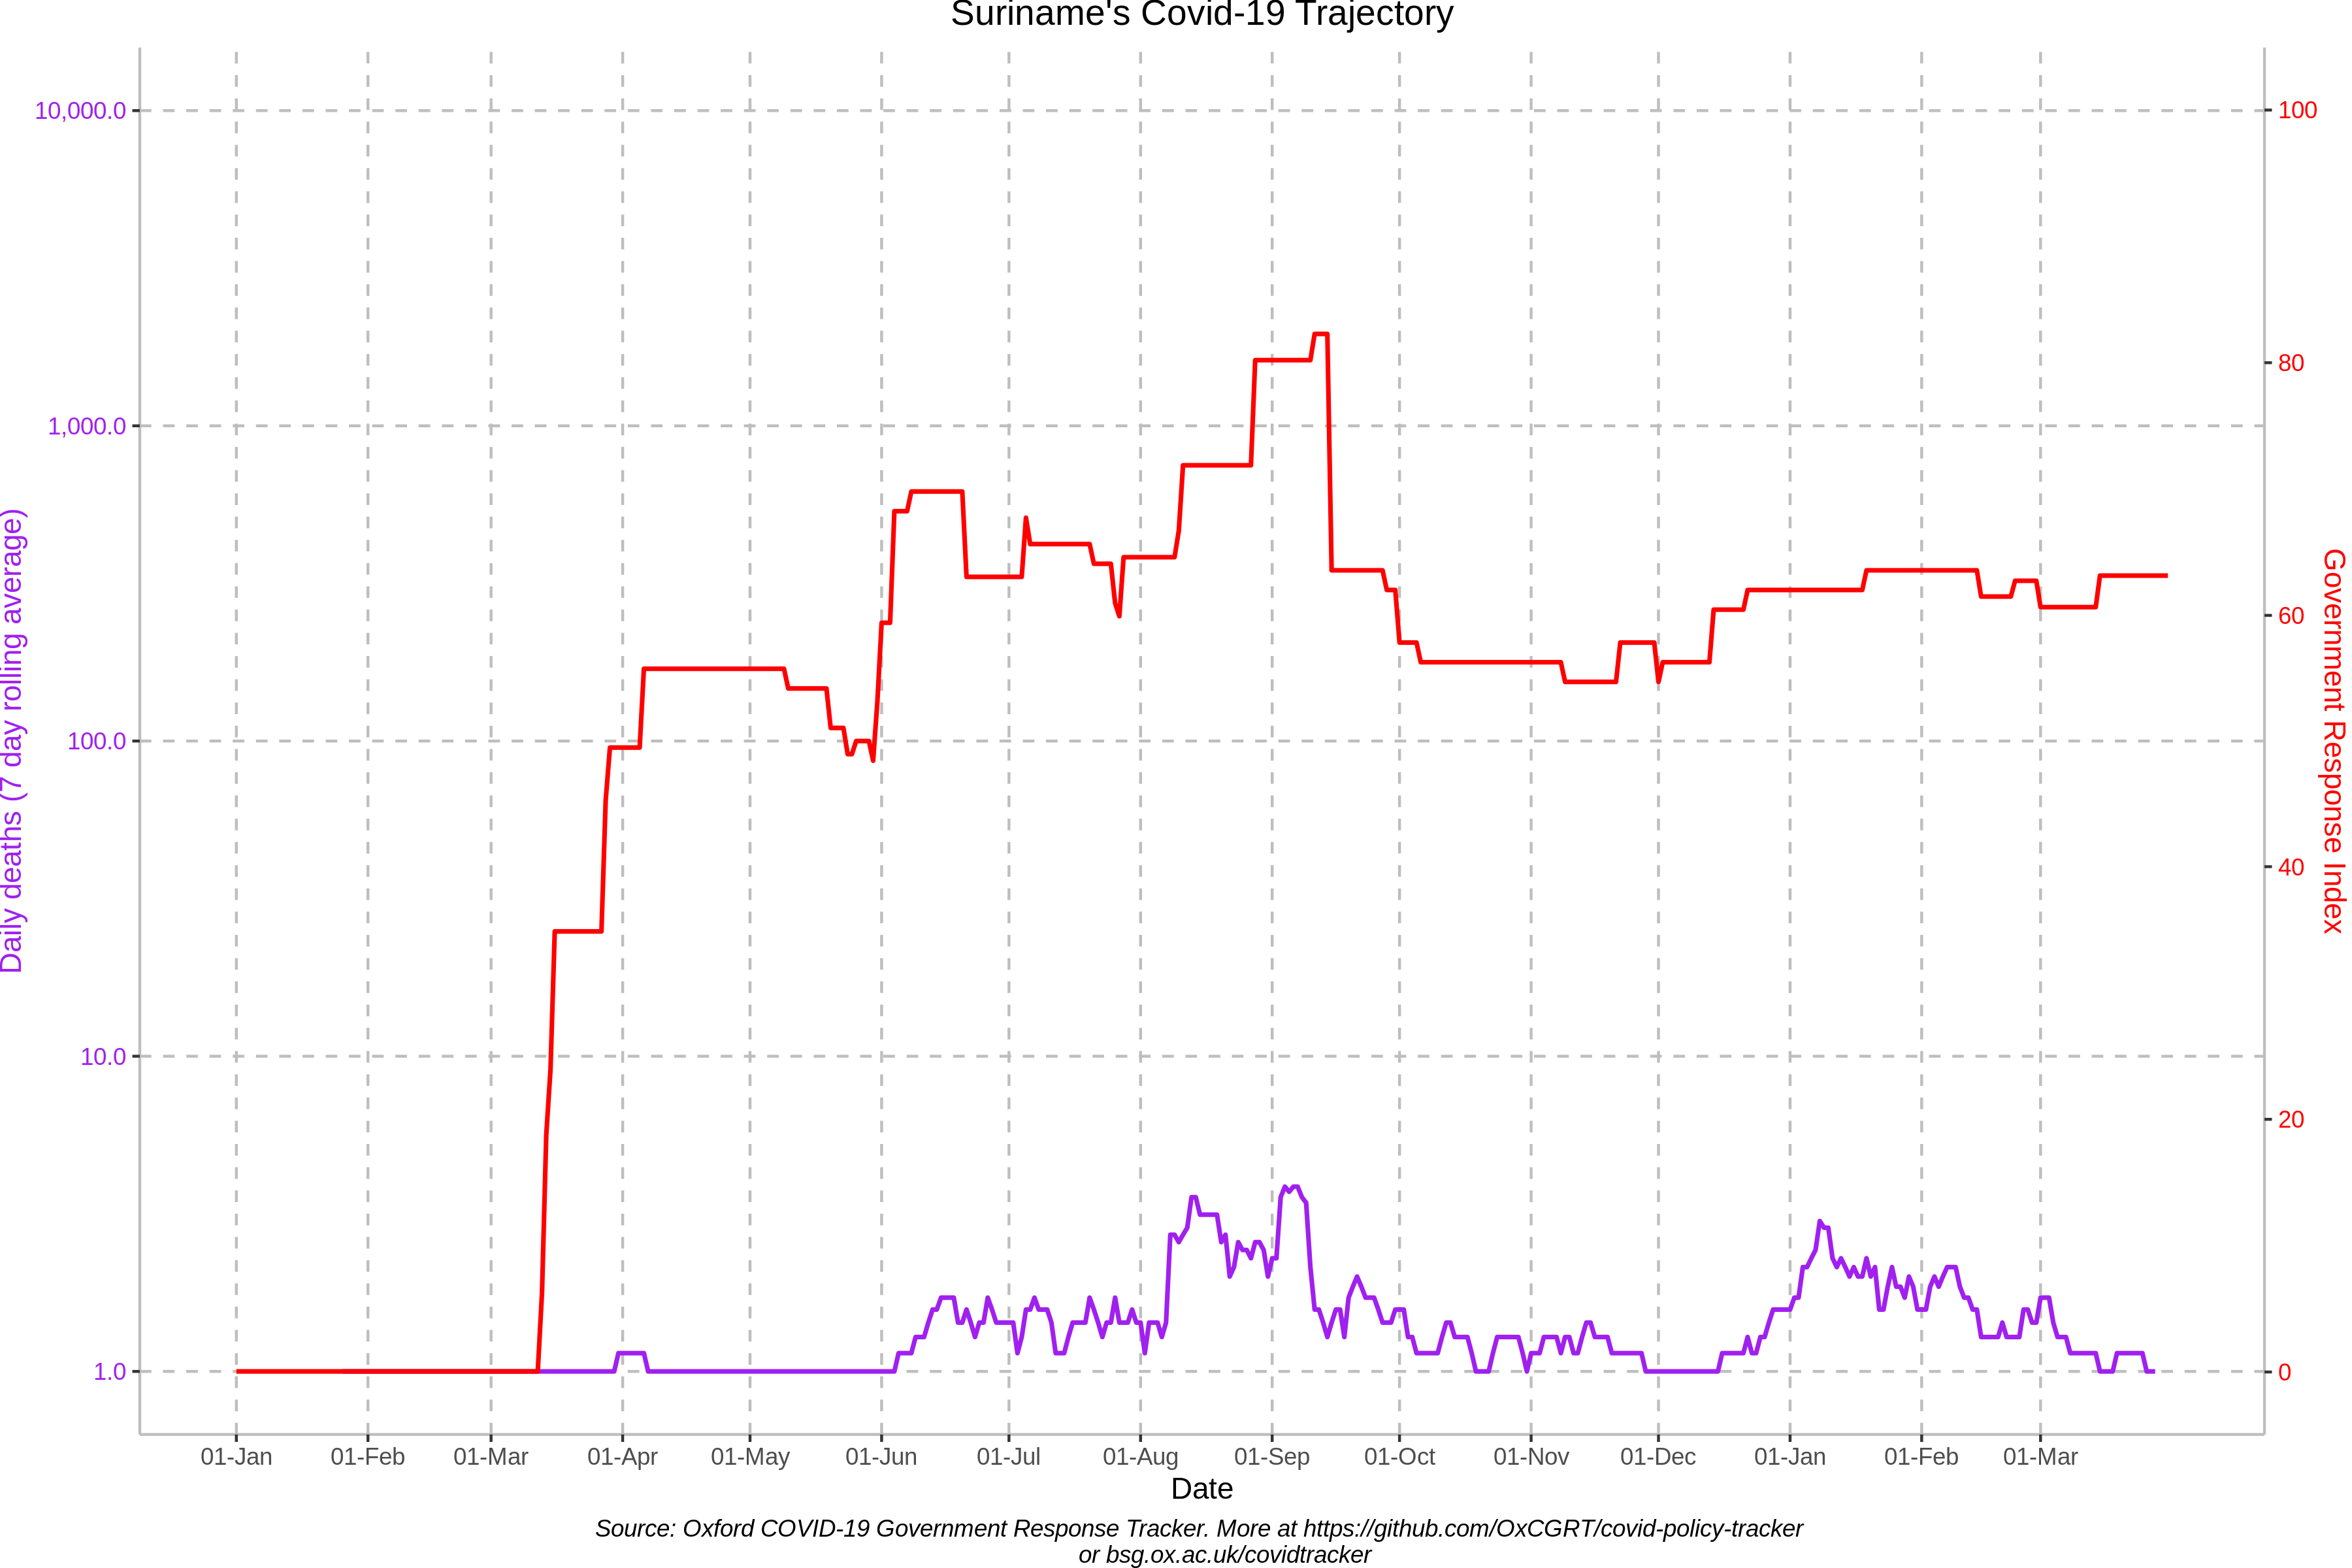 Suriname's Covid-19 Trajectory
10,000.0
1,000.0
100.0
10.0
1.0
Daily deaths (7 day rolling average)
100
80
60
40
20
0
Government Response Index
01-Jan 01-Feb 01-Mar 01-Apr 01-May 01-Jun 01-Jul 01-Aug 01-Sep 01-Oct 01-Nov 01-Dec 01-Jan 01-Feb 01-Mar
Date
Source: Oxford COVID-19 Government Response Tracker. More at https://github.com/OxCGRT/covid-policy-tracker
or bsg.ox.ac.uk/covidtracker